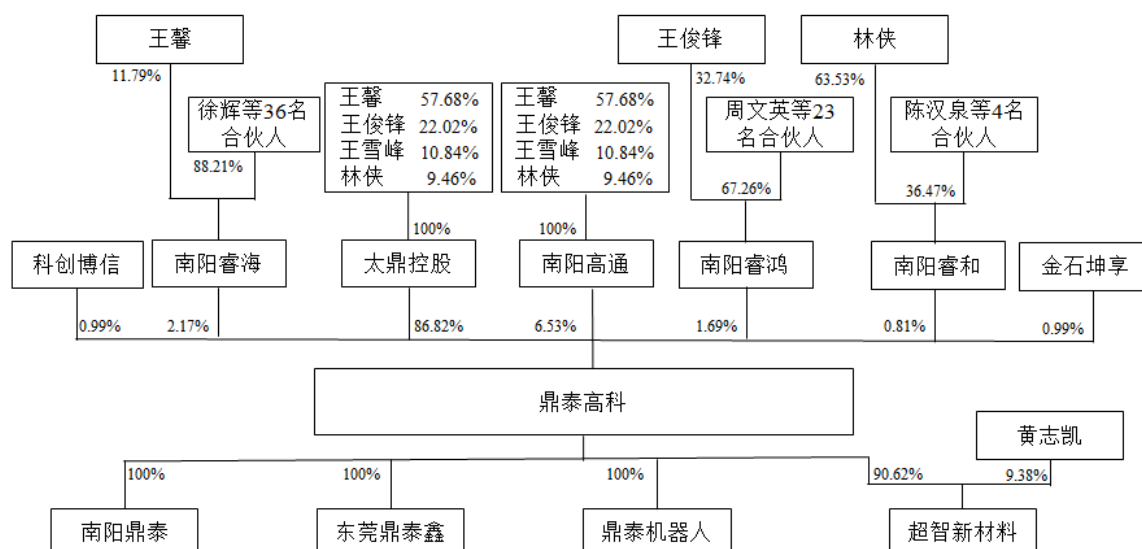 王馨
王俊锋
林侠
11.79%
32.74%
63.53%
徐辉等36名
合伙人
88.21%
王馨 57.68%
王俊锋 22.02%
王雪峰 10.84%
林侠 9.46%
王馨 57.68%
王俊锋 22.02%
王雪峰 10.84%
林侠 9.46%
周文英等23
名合伙人
67.26%
陈汉泉等4名
合伙人
36.47%
100%
100%
科创博信
南阳睿海
太鼎控股
南阳高通
南阳睿鸿
南阳睿和
金石坤享
0.99%
2.17%
86.82%
6.53%
1.69%
0.81%
0.99%
鼎泰高科
黄志凯
100%
100%
100%
90.62%
9.38%
南阳鼎泰
东莞鼎泰鑫
鼎泰机器人
超智新材料